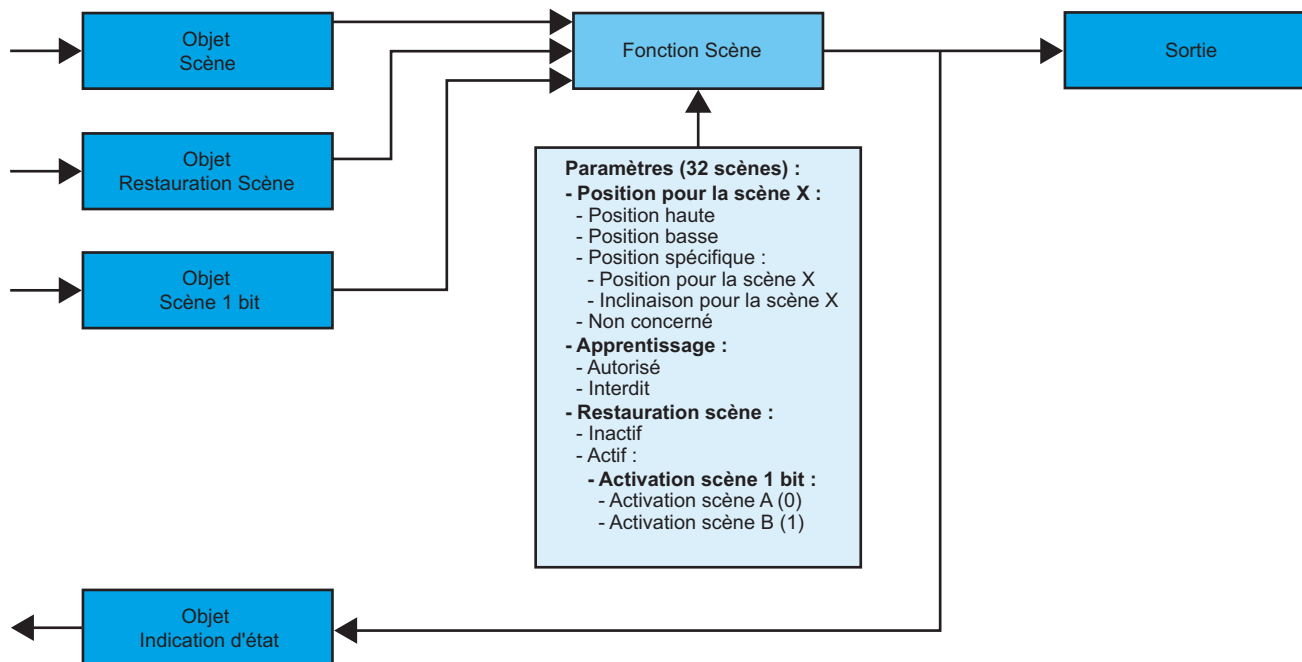 Objet
Scène
Fonction Scène
Sortie
Objet
Restauration Scène
Objet
Scène 1 bit
Paramètres (32 scènes) :
- Position pour la scène X :
- Position haute
- Position basse
- Position spécifique :
- Position pour la scène X
- Inclinaison pour la scène X
- Non concerné
- Apprentissage :
- Autorisé
- Interdit
- Restauration scène :
- Inactif
- Actif :
- Activation scène 1 bit :
- Activation scène A (0)
- Activation scène B (1)
Objet
Indication d'état